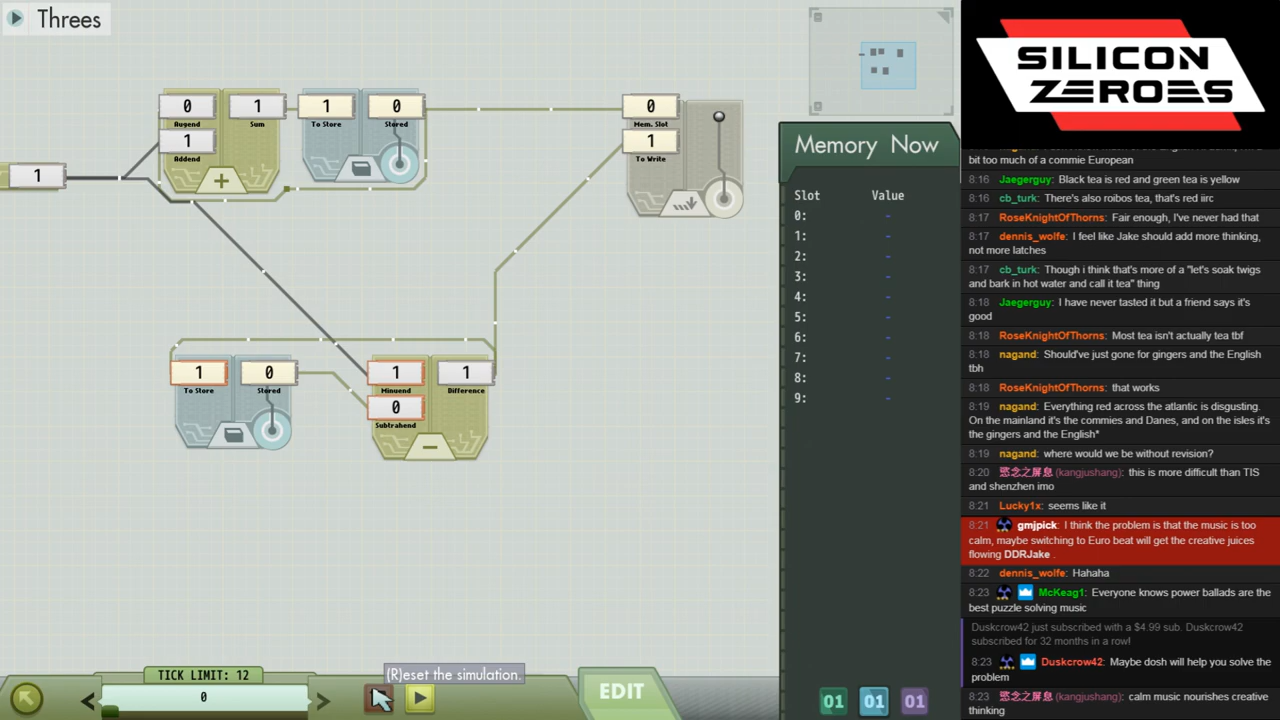 Threes
0
Augend
1
Addend
1
Sum
1
To Store
0
Stored
0
Mem. Slot
1
To Write
1
1
To Store
0
Stored
1
Minuend
0
Subtrahend
1
Difference
TICK LIMIT: 12
0
(R)eset the simulation.
EDIT
Memory Now
Slot Value
0: -
1: -
2: -
3: -
4: -
5: -
6: -
7: -
8: -
9: -
01 01 01
SILICON
ZEROES
bit too much of a commie European
8:16 Jaegerguy: Black tea is red and green tea is yellow
8:16 cb_turk: There's also roibos tea, that's red iirc
8:17 RoseKnightOfThorns: Fair enough, I've never had that
8:17 dennis_wolfe: I feel like Jake should add more thinking,
not more latches
8:17 cb_turk: Though i think that's more of a "let's soak twigs
and bark in hot water and call it tea" thing
8:18 Jaegerguy: I have never tasted it but a friend says it's
good
8:18 RoseKnightOfThorns: Most tea isn't actually tea tbf
8:18 nagand: Should've just gone for gingers and the English
tbh
8:18 RoseKnightOfThorns: that works
8:19 nagand: Everything red across the atlantic is disgusting.
On the mainland it's the commies and Danes, and on the isles it's
the gingers and the English*
8:19 nagand: where would we be without revision?
8:20 (kangjushang): this is more difficult than TIS
and shenzhen imo
8:21 Lucky1x: seems like it
8:21 gmjpick: I think the problem is that the music is too
calm, maybe switching to Euro beat will get the creative juices
flowing DDRJake .
8:22 dennis_wolfe: Hahaha
8:23 McKeag1: Everyone knows power ballads are the
best puzzle solving music
Duskcrow42 just subscribed with a $4.99 sub. Duskcrow42
subscribed for 32 months in a row!
8:23 Duskcrow42: Maybe dosh will help you solve the
problem
8:23 (kangjushang): calm music nourishes creative
thinking